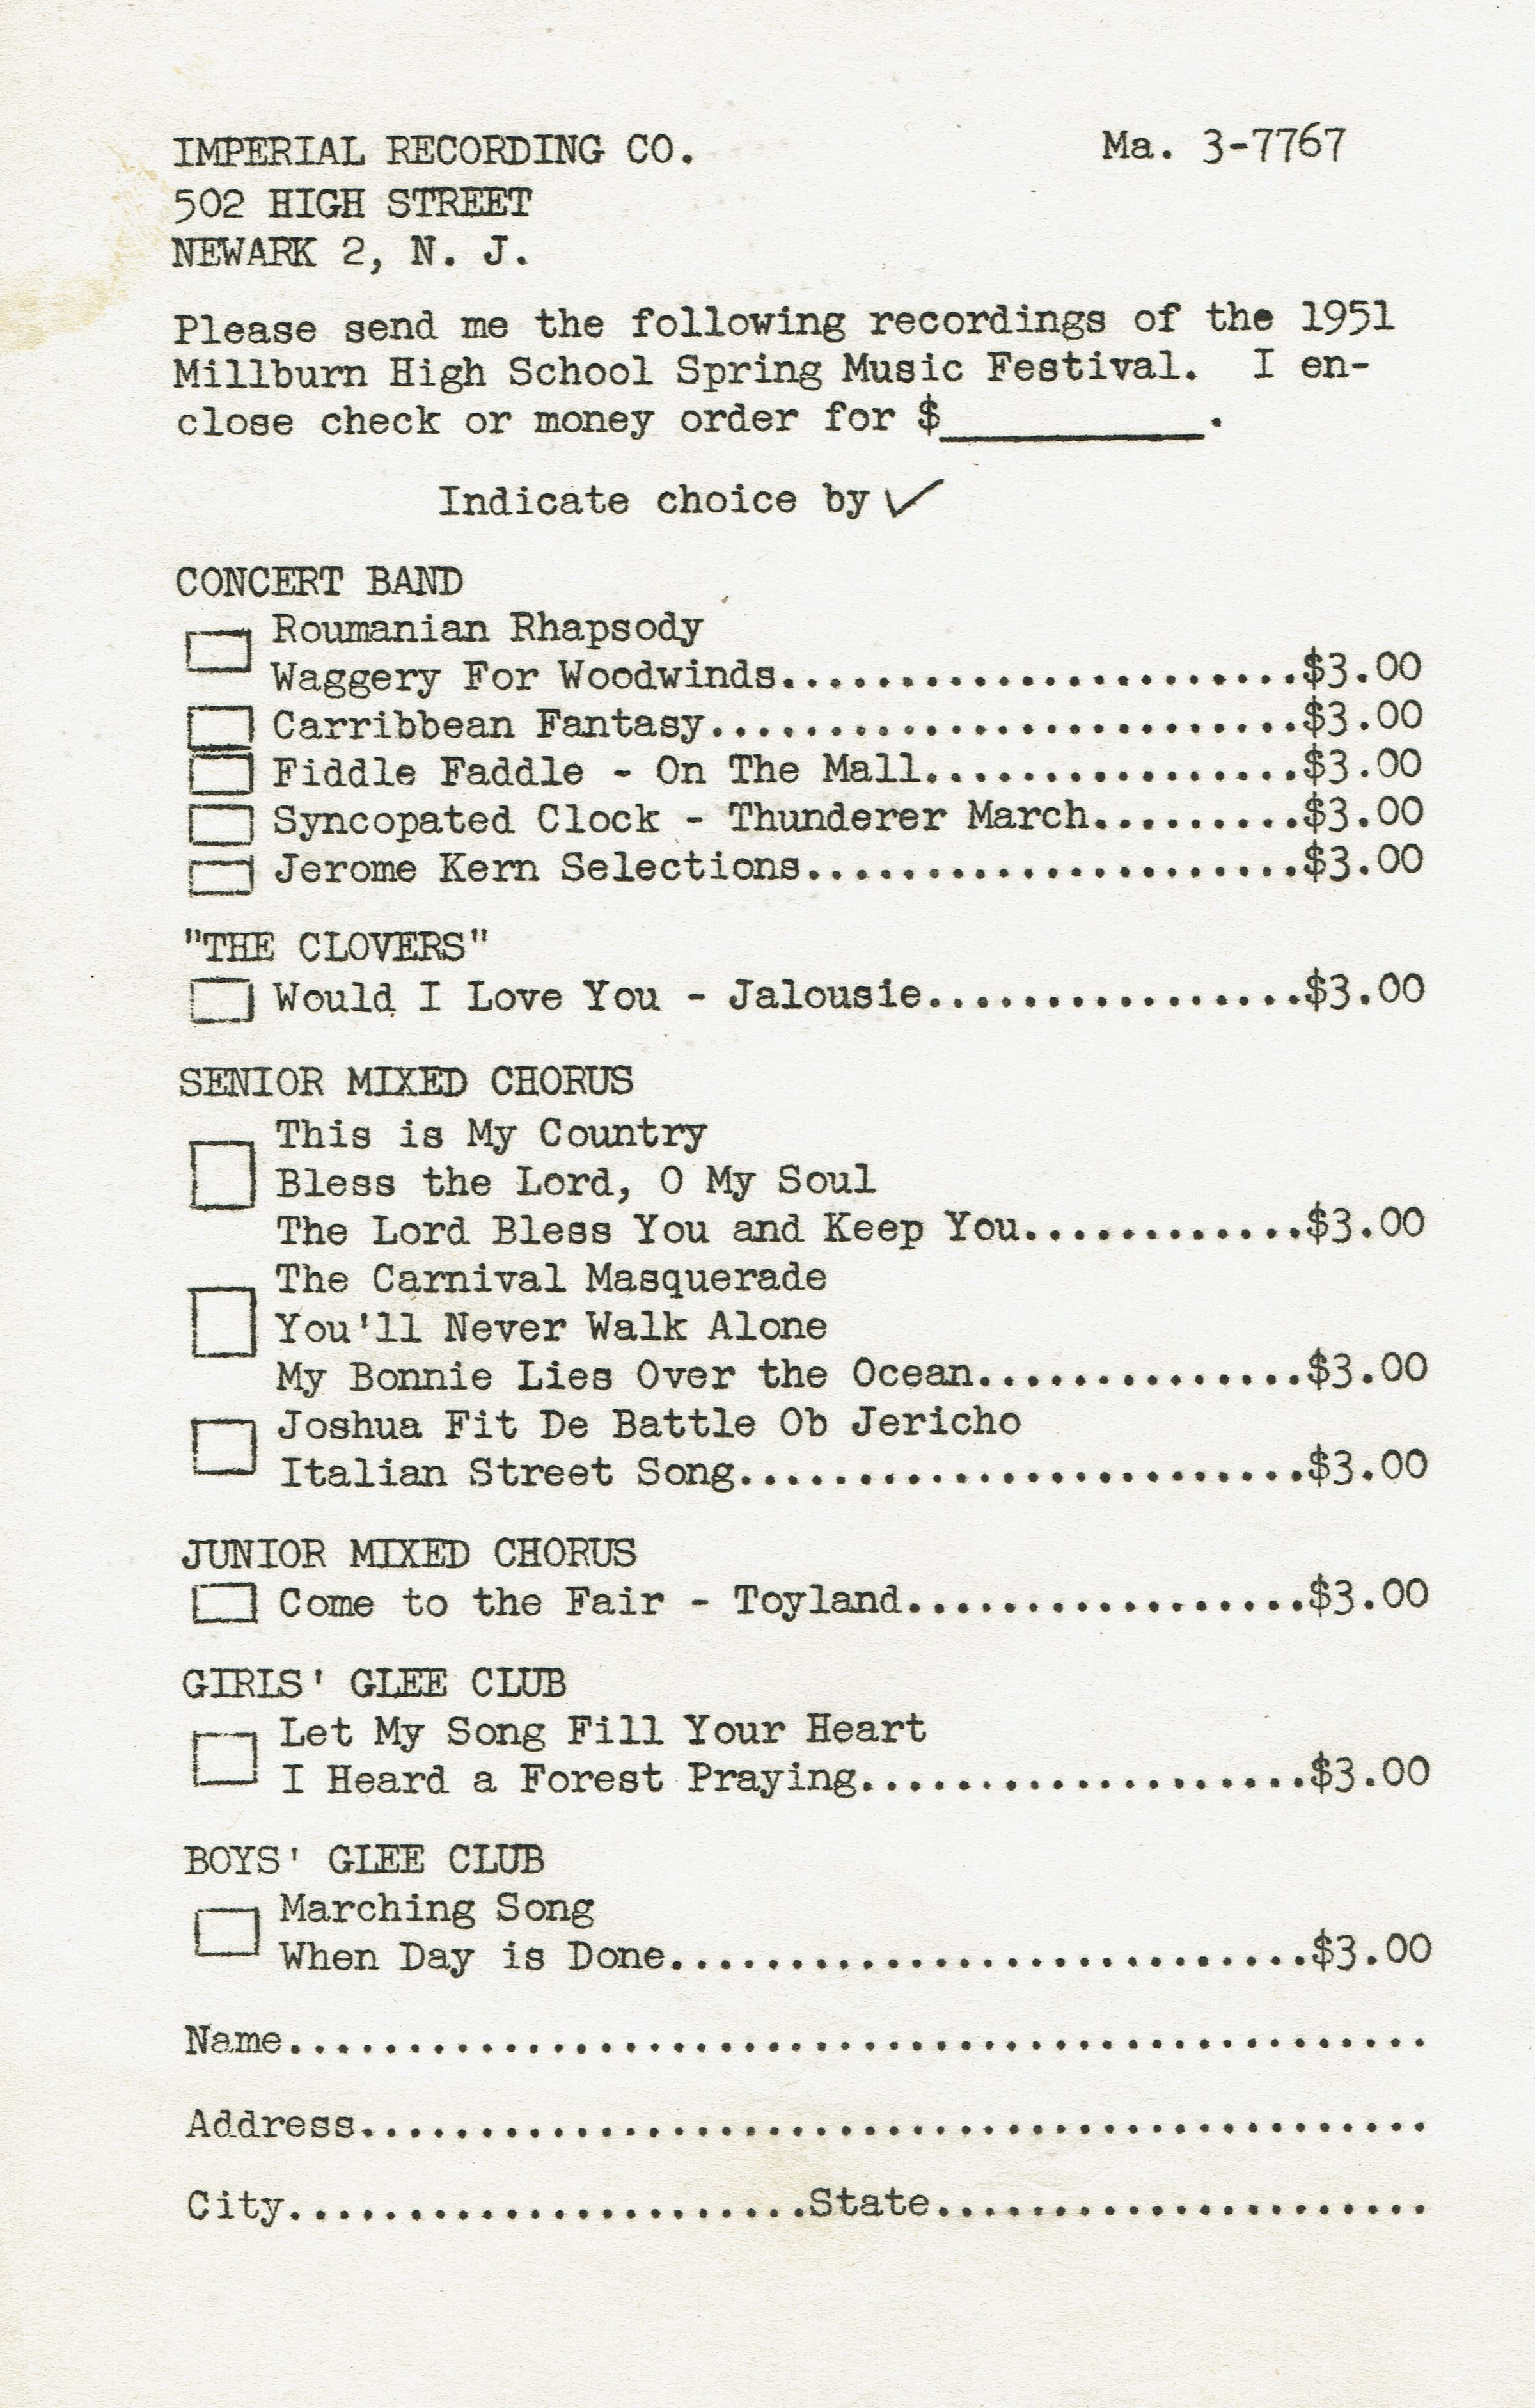 IMPERIAL RECORDING CO. Ma. 3-7767
502 HIGH STREET
NEWARK 2, N. J.
Please send me the following recordings of the 1951
Millburn High School Spring Music Festival. I en-
close check or money order for $__________.
Indicate choice by ✓
CONCERT BAND
Roumanian Rhapsody
Waggery For Woodwinds......................$3.00
Carribbean Fantasy.........................$3.00
Fiddle Faddle - On The Mall................$3.00
Syncopated Clock - Thunderer March.........$3.00
Jerome Kern Selections.....................$3.00
"THE CLOVERS"
Would I Love You - Jalousie................$3.00
SENIOR MIXED CHORUS
This is My Country
Bless the Lord, O My Soul
The Lord Bless You and Keep You............$3.00
The Carnival Masquerade
You'll Never Walk Alone
My Bonnie Lies Over the Ocean..............$3.00
Joshua Fit De Battle Ob Jericho
Italian Street Song........................$3.00
JUNIOR MIXED CHORUS
Come to the Fair - Toyland.................$3.00
GIRLS' GLEE CLUB
Let My Song Fill Your Heart
I Heard a Forest Praying...................$3.00
BOYS' GLEE CLUB
Marching Song
When Day is Done...........................$3.00
Name................................................
Address.............................................
City......................State.....................